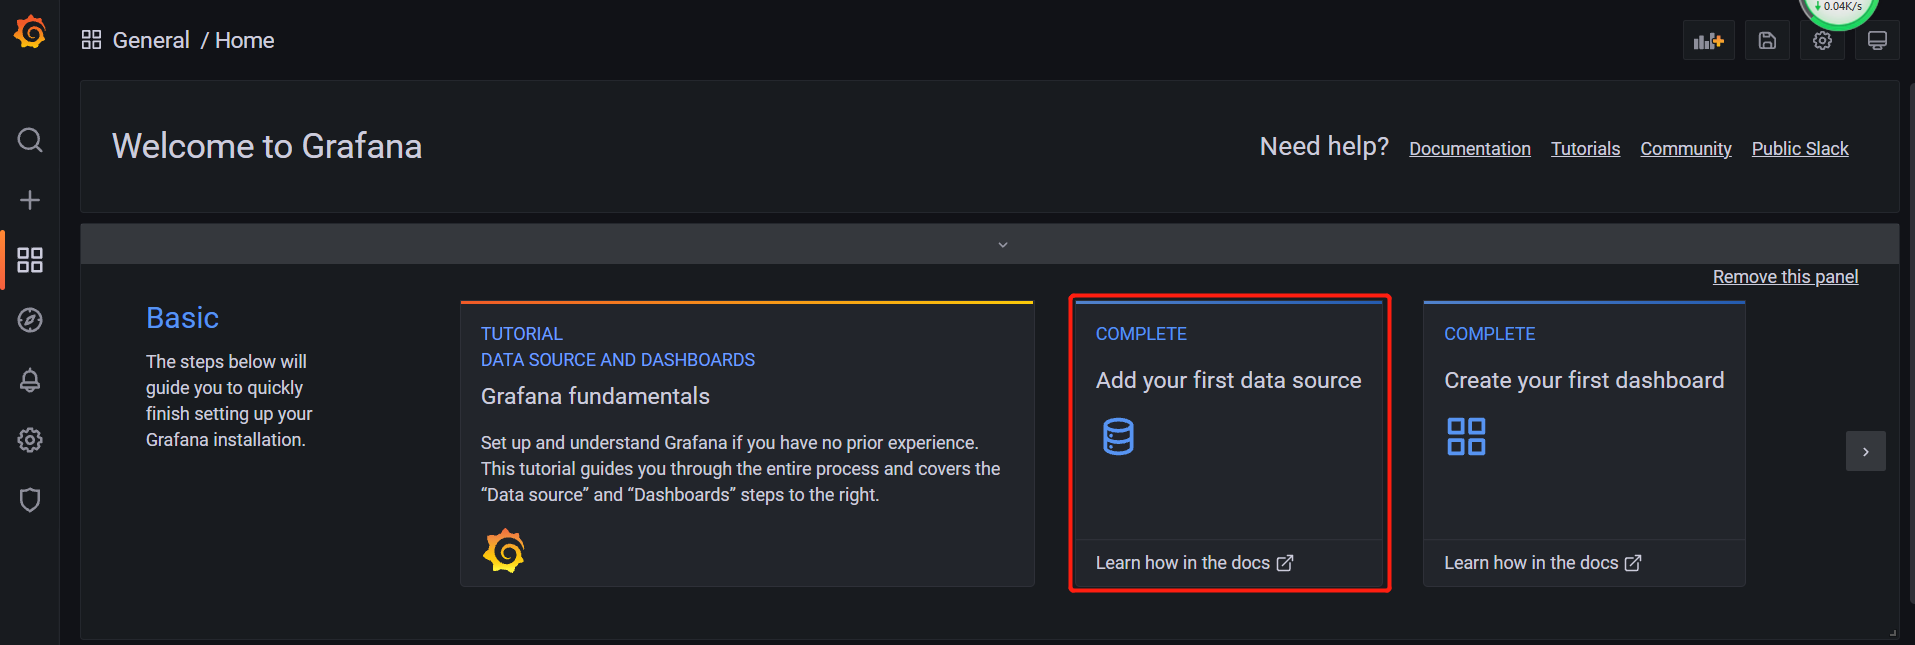 0.04K/s
General / Home
Welcome to Grafana
Need help? Documentation Tutorials Community Public Slack
Remove this panel
Basic
The steps below will
guide you to quickly
finish setting up your
Grafana installation.
TUTORIAL
DATA SOURCE AND DASHBOARDS
Grafana fundamentals
Set up and understand Grafana if you have no prior experience.
This tutorial guides you through the entire process and covers the
“Data source” and “Dashboards” steps to the right.
COMPLETE
Add your first data source
Learn how in the docs
COMPLETE
Create your first dashboard
Learn how in the docs